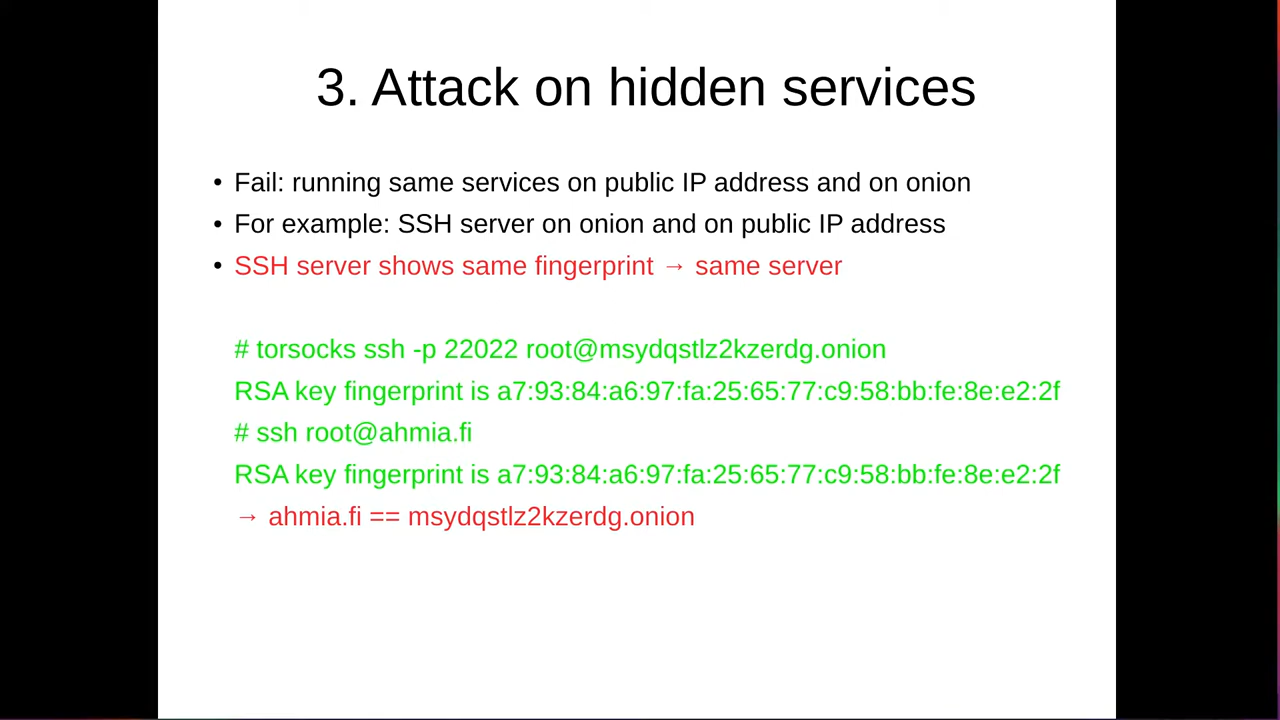 3. Attack on hidden services
• Fail: running same services on public IP address and on onion
• For example: SSH server on onion and on public IP address
• SSH server shows same fingerprint → same server
# torsocks ssh -p 22022 root@msydqstlz2kzerdg.onion
RSA key fingerprint is a7:93:84:a6:97:fa:25:65:77:c9:58:bb:fe:8e:e2:2f
# ssh root@ahmia.fi
RSA key fingerprint is a7:93:84:a6:97:fa:25:65:77:c9:58:bb:fe:8e:e2:2f
→ ahmia.fi == msydqstlz2kzerdg.onion